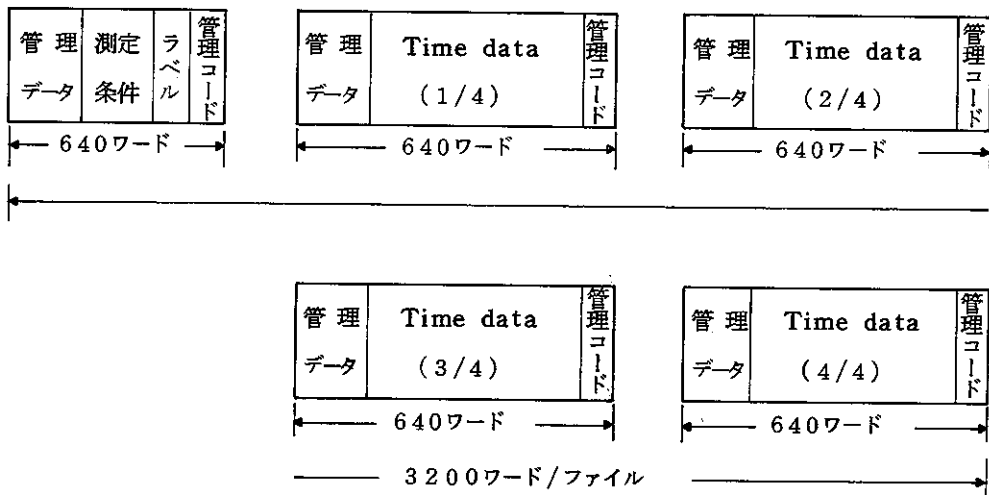 管理データ
測定条件
ラベル
管理コード
640ワード
管理データ
Time data
(1/4)
管理コード
640ワード
管理データ
Time data
(2/4)
管理コード
640ワード
管理データ
Time data
(3/4)
管理コード
640ワード
管理データ
Time data
(4/4)
管理コード
640ワード
3200ワード/ファイル